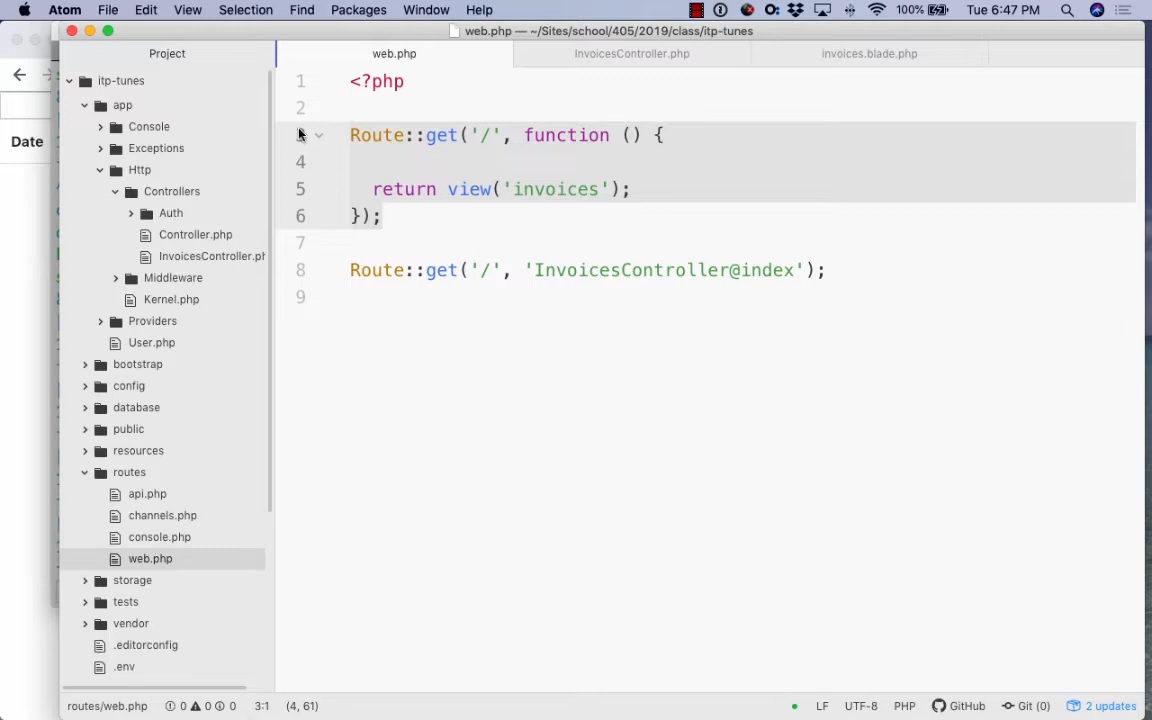 Atom File Edit View Selection Find Packages Window Help 100% Tue 6:47 PM
web.php — ~/Sites/school/405/2019/class/itp-tunes
Project web.php InvoicesController.php invoices.blade.php
itp-tunes
app
Console
Exceptions
Http
Controllers
Auth
Controller.php
InvoicesController.ph
Middleware
Kernel.php
Providers
User.php
bootstrap
config
database
public
resources
routes
api.php
channels.php
console.php
web.php
storage
tests
vendor
.editorconfig
.env
Date
1 <?php
2
Route::get('/', function () {
4
5 return view('invoices');
6 });
7
8 Route::get('/', 'InvoicesController@index');
9
routes/web.php 0 0 0 3:1 (4, 61) LF UTF-8 PHP GitHub Git (0) 2 updates